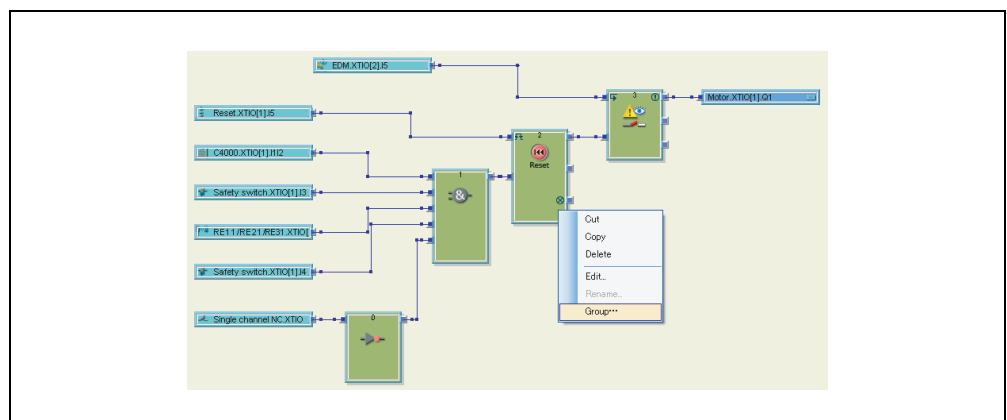 EDM.XTIO[2].I5
3
Motor.XTIO[1].Q1
Reset.XTIO[1].I5
2
Reset
C4000.XTIO[1].I1I2
1
&
Safety switch.XTIO[1].I3
RE11/RE21/RE31.XTIO[
Safety switch.XTIO[1].I4
Single channel NC.XTIO
0
Cut
Copy
Delete
Edit...
Rename...
Group•••